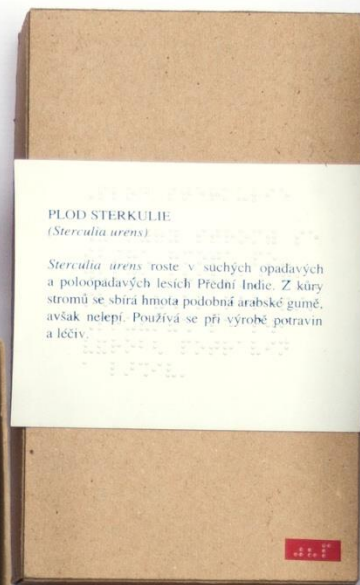 PLOD STERKULIE
(Sterculia urens)
Sterculia urens roste v suchých opadavých
a poloopadavých lesích Přední Indie. Z kůry
stromů se sbírá hmota podobná arabské gumě,
avšak nelepí. Používá se při výrobě potravin
a léčiv.